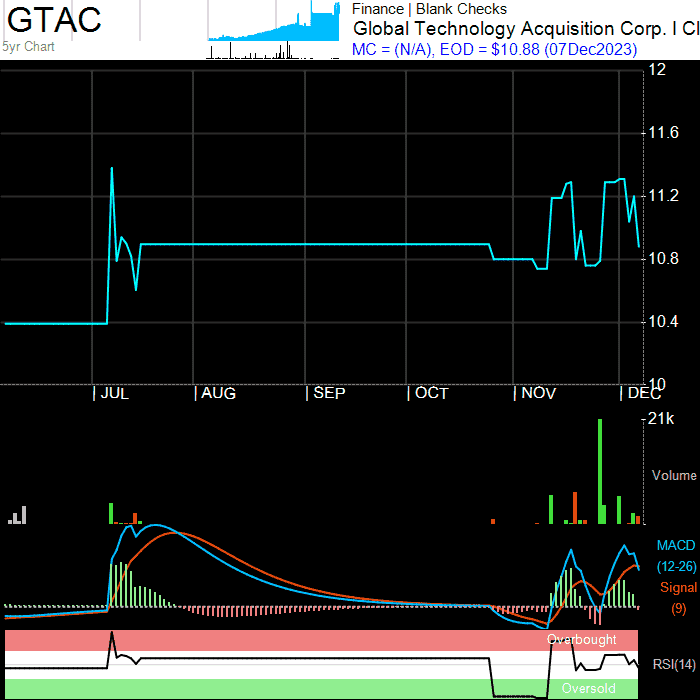 GTAC
5yr Chart
Finance | Blank Checks
Global Technology Acquisition Corp. I Cl
MC = (N/A), EOD = $10.88 (07Dec2023)
12
11.6
11.2
10.8
10.4
10
JUL AUG SEP OCT NOV DEC
21k
Volume
MACD
(12-26)
Signal
(9)
Overbought
RSI(14)
Oversold